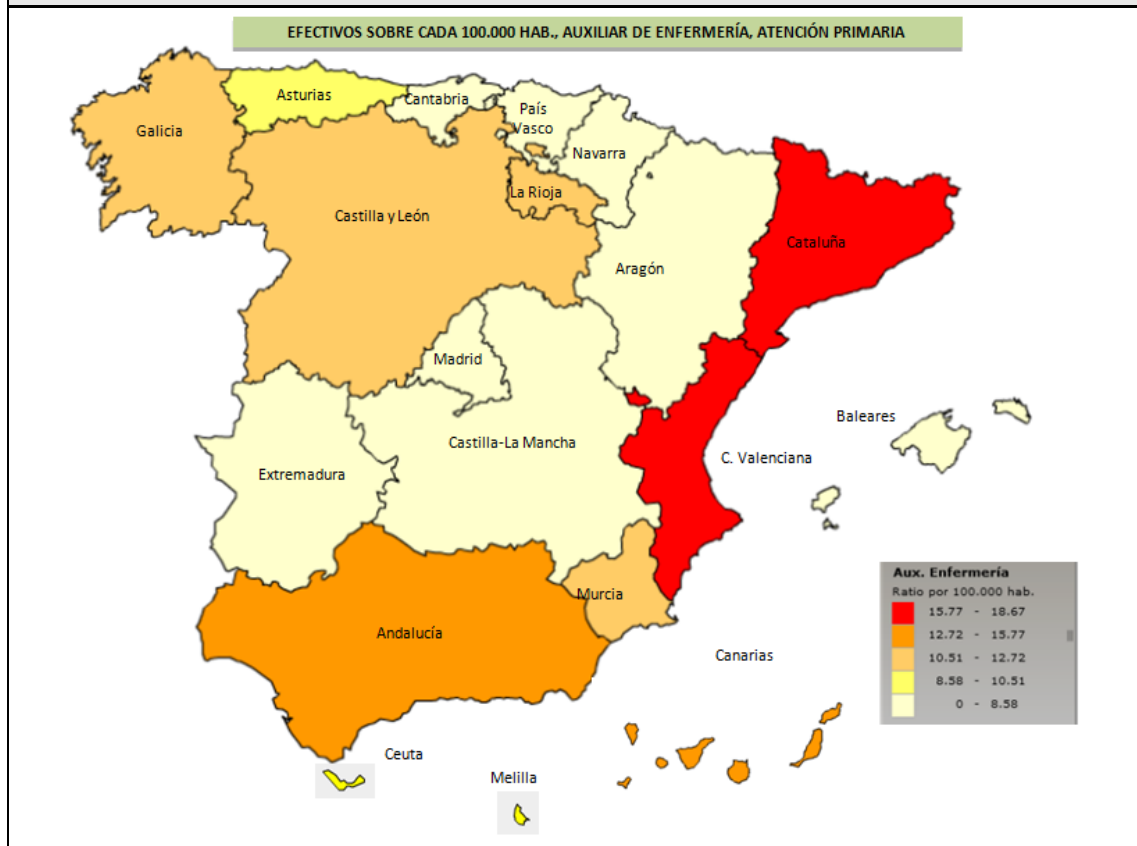 EFECTIVOS SOBRE CADA 100.000 HAB., AUXILIAR DE ENFERMERÍA, ATENCIÓN PRIMARIA
Asturias
Cantabria
País
Vasco
Galicia
Navarra
La Rioja
Castilla y León
Cataluña
Aragón
Madrid
Baleares
Castilla-La Mancha
C. Valenciana
Extremadura
Murcia
Andalucía
Canarias
Ceuta
Melilla
Aux. Enfermería
Ratio por 100.000 hab.
15.77 - 18.67
12.72 - 15.77
10.51 - 12.72
8.58 - 10.51
0 - 8.58